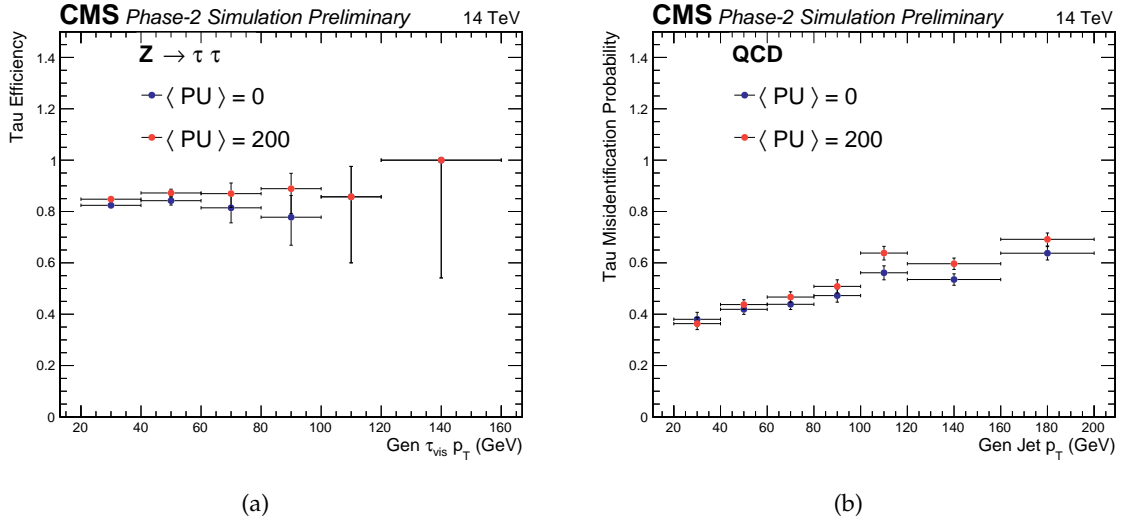 CMS Phase-2 Simulation Preliminary 14 TeV
Tau Efficiency
Z → τ τ
⟨ PU ⟩ = 0
⟨ PU ⟩ = 200
1.4
1.2
1
0.8
0.6
0.4
0.2
0
20 40 60 80 100 120 140 160
Gen τvis pT (GeV)
(a)
CMS Phase-2 Simulation Preliminary 14 TeV
Tau Misidentification Probability
QCD
⟨ PU ⟩ = 0
⟨ PU ⟩ = 200
1.4
1.2
1
0.8
0.6
0.4
0.2
0
20 40 60 80 100 120 140 160 180 200
Gen Jet pT (GeV)
(b)